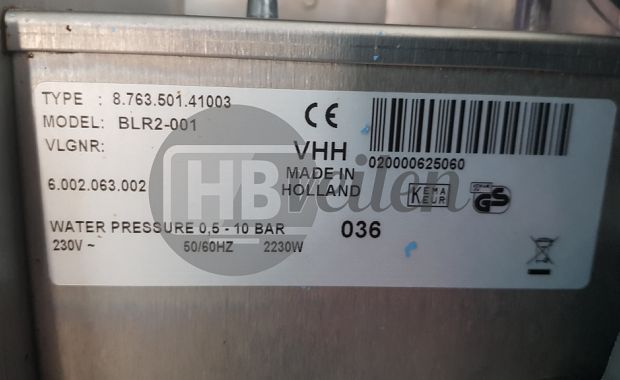 TYPE : 8.763.501.41003
MODEL: BLR2-001
VLGNR:
6.002.063.002
WATER PRESSURE 0,5 - 10 BAR
230V ~ 50/60HZ 2230W
CE
VHH
MADE IN
HOLLAND
036
020000625060
KEMA
KEUR
GS
HBveilen